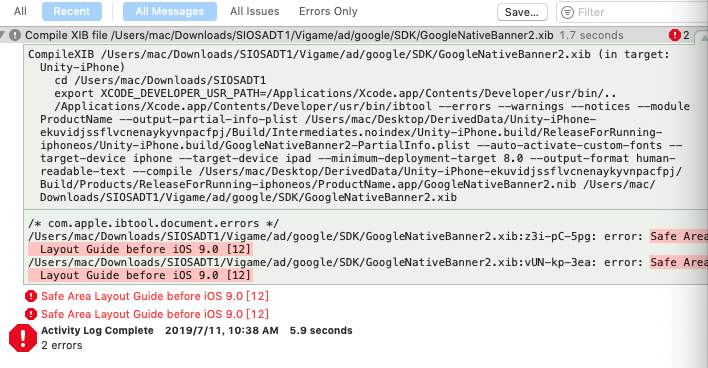 All Recent All Messages All Issues Errors Only Save... Filter
Compile XIB file /Users/mac/Downloads/SIOSADT1/Vigame/ad/google/SDK/GoogleNativeBanner2.xib 1.7 seconds 2
CompileXIB /Users/mac/Downloads/SIOSADT1/Vigame/ad/google/SDK/GoogleNativeBanner2.xib (in target:
Unity-iPhone)
cd /Users/mac/Downloads/SIOSADT1
export XCODE_DEVELOPER_USR_PATH=/Applications/Xcode.app/Contents/Developer/usr/bin/..
/Applications/Xcode.app/Contents/Developer/usr/bin/ibtool --errors --warnings --notices --module
ProductName --output-partial-info-plist /Users/mac/Desktop/DerivedData/Unity-iPhone-
ekuvidjssflvcnenaykyvnpacfpj/Build/Intermediates.noindex/Unity-iPhone.build/ReleaseForRunning-
iphoneos/Unity-iPhone.build/GoogleNativeBanner2-PartialInfo.plist --auto-activate-custom-fonts --
target-device iphone --target-device ipad --minimum-deployment-target 8.0 --output-format human-
readable-text --compile /Users/mac/Desktop/DerivedData/Unity-iPhone-ekuvidjssflvcnenaykyvnpacfpj/
Build/Products/ReleaseForRunning-iphoneos/ProductName.app/GoogleNativeBanner2.nib /Users/mac/
Downloads/SIOSADT1/Vigame/ad/google/SDK/GoogleNativeBanner2.xib
/* com.apple.ibtool.document.errors */
/Users/mac/Downloads/SIOSADT1/Vigame/ad/google/SDK/GoogleNativeBanner2.xib:z3i-pC-5pg: error: Safe Area
Layout Guide before iOS 9.0 [12]
/Users/mac/Downloads/SIOSADT1/Vigame/ad/google/SDK/GoogleNativeBanner2.xib:vUN-kp-3ea: error: Safe Area
Layout Guide before iOS 9.0 [12]
Safe Area Layout Guide before iOS 9.0 [12]
Safe Area Layout Guide before iOS 9.0 [12]
Activity Log Complete 2019/7/11, 10:38 AM 5.9 seconds
2 errors